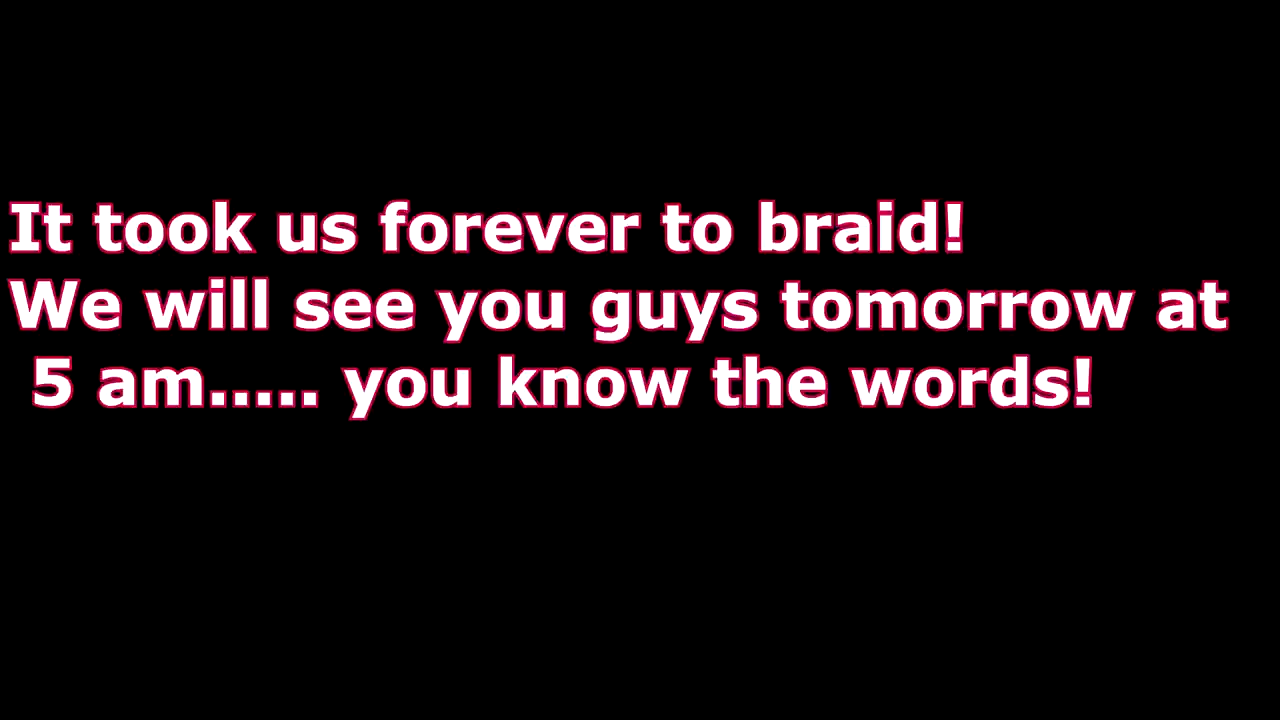 It took us forever to braid!
We will see you guys tomorrow at
5 am..... you know the words!